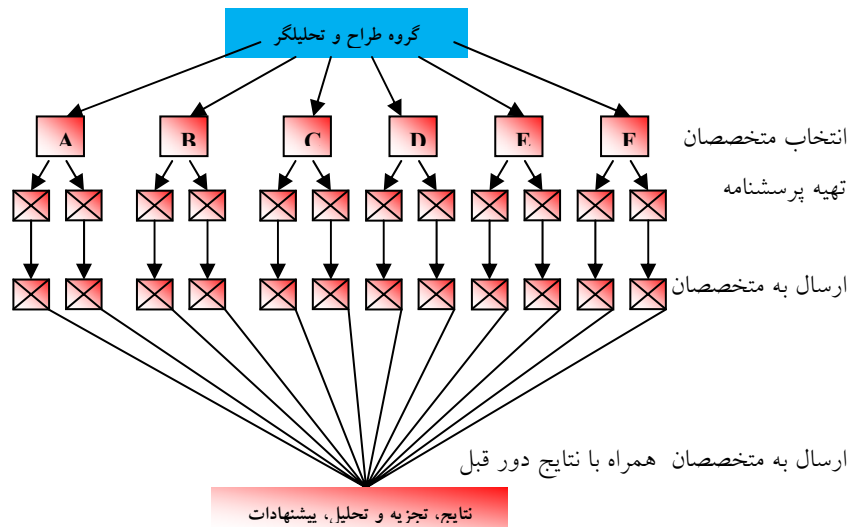 گروه طراح و تحلیلگر
A B C D E F
انتخاب متخصصان
تهیه پرسشنامه
ارسال به متخصصان
ارسال به متخصصان همراه با نتایج دور قبل
نتایج، تجزیه و تحلیل، پیشنهادات